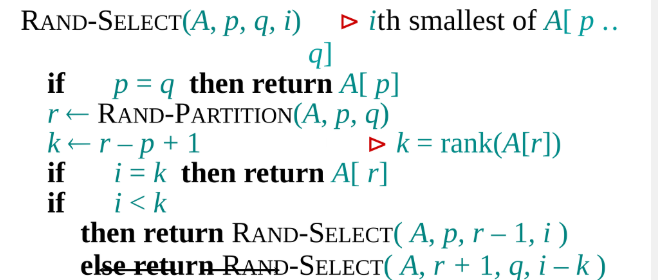 RAND-SELECT(A, p, q, i) ▷ ith smallest of A[ p ..
q]
if p = q then return A[ p]
r ← RAND-PARTITION(A, p, q)
k ← r – p + 1 ▷ k = rank(A[r])
if i = k then return A[ r]
if i < k
then return RAND-SELECT( A, p, r – 1, i )
else return RAND-SELECT( A, r + 1, q, i – k )